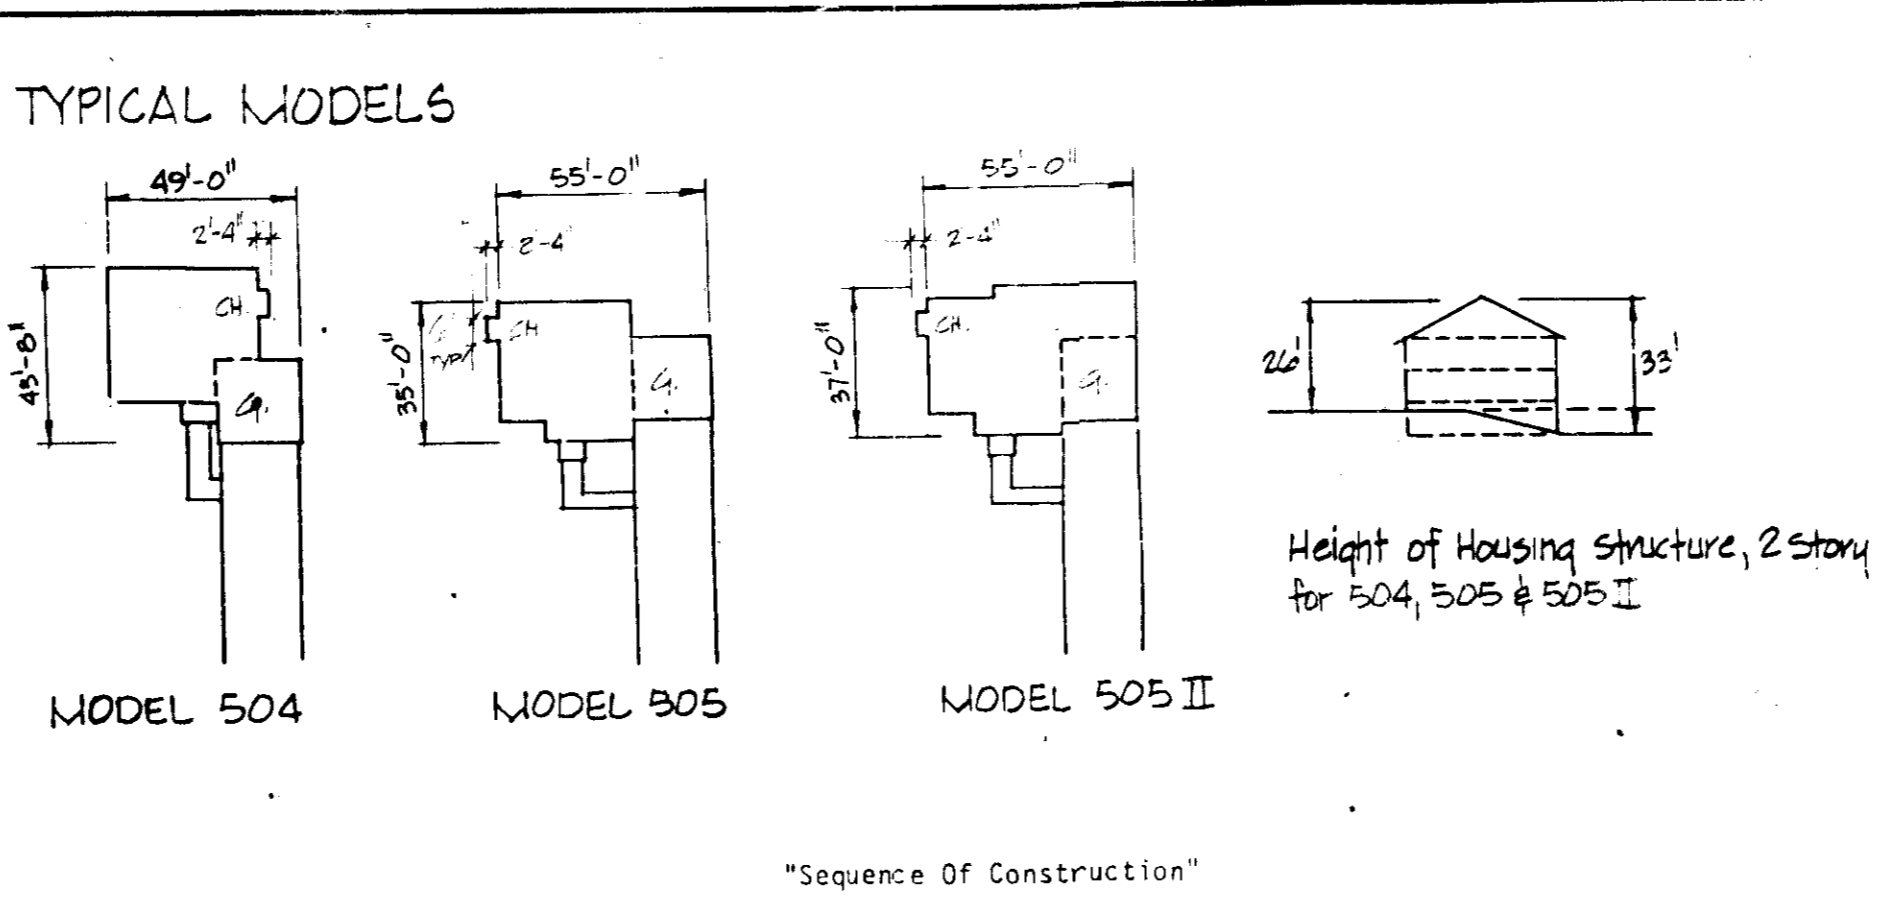 TYPICAL MODELS
49'-0"
2'-4"
CH.
43'-8"
G.
MODEL 504
55'-0"
2'-4"
6'
TYP.
CH
35'-0"
G.
MODEL 505
55'-0"
2'-4"
CH.
37'-0"
G.
MODEL 505 II
26'
33'
Height of Housing structure, 2 story
for 504, 505 & 505 II
"Sequence Of Construction"